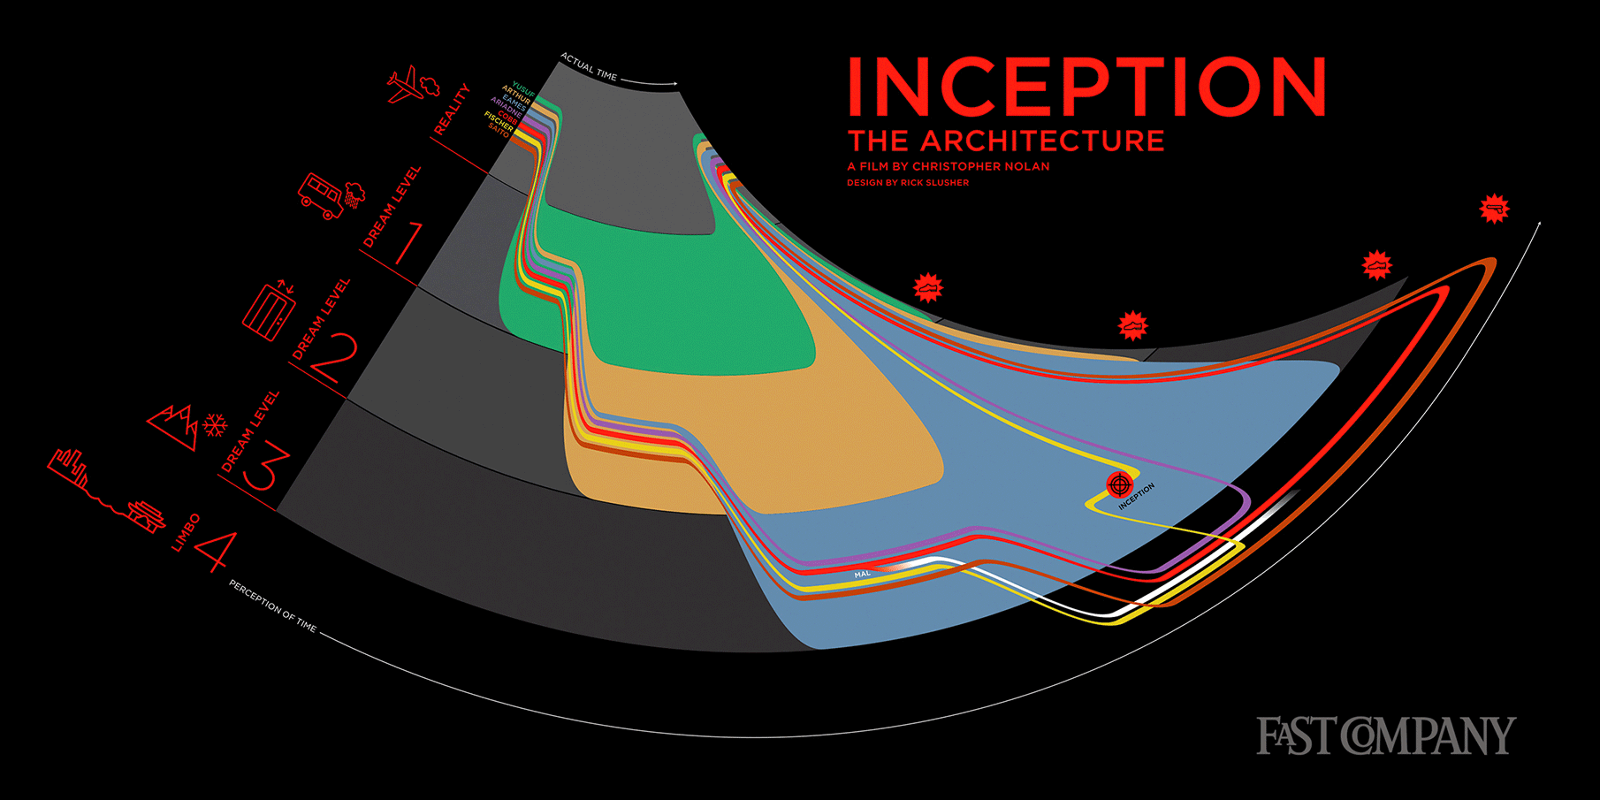 INCEPTION
THE ARCHITECTURE
A FILM BY CHRISTOPHER NOLAN
DESIGN BY RICK SLUSHER
ACTUAL TIME
YUSUF
ARTHUR
EAMES
ARIADNE
COBB
FISCHER
SAITO
REALITY
DREAM LEVEL
1
DREAM LEVEL
2
DREAM LEVEL
3
LIMBO
4
PERCEPTION OF TIME
MAL
INCEPTION
FAST COMPANY